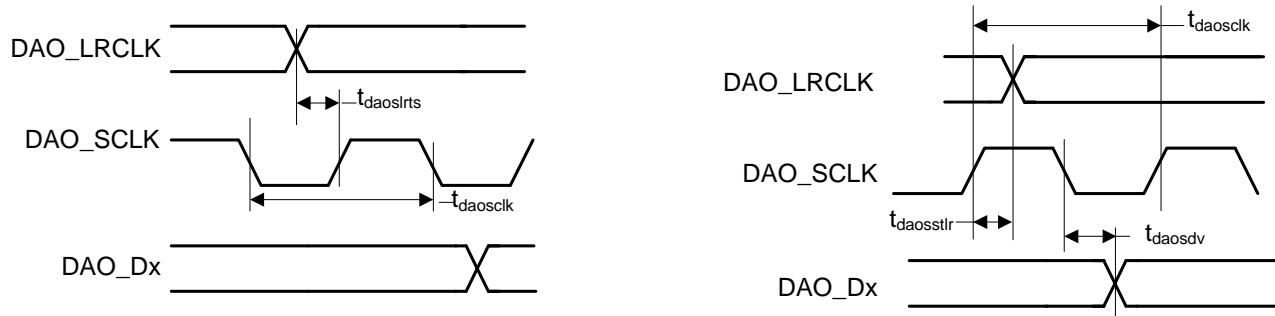 DAO_LRCLK
t_daoslrts
DAO_SCLK
t_daosclk
DAO_Dx
t_daosclk
DAO_LRCLK
DAO_SCLK
t_daosstlr
t_daosdv
DAO_Dx